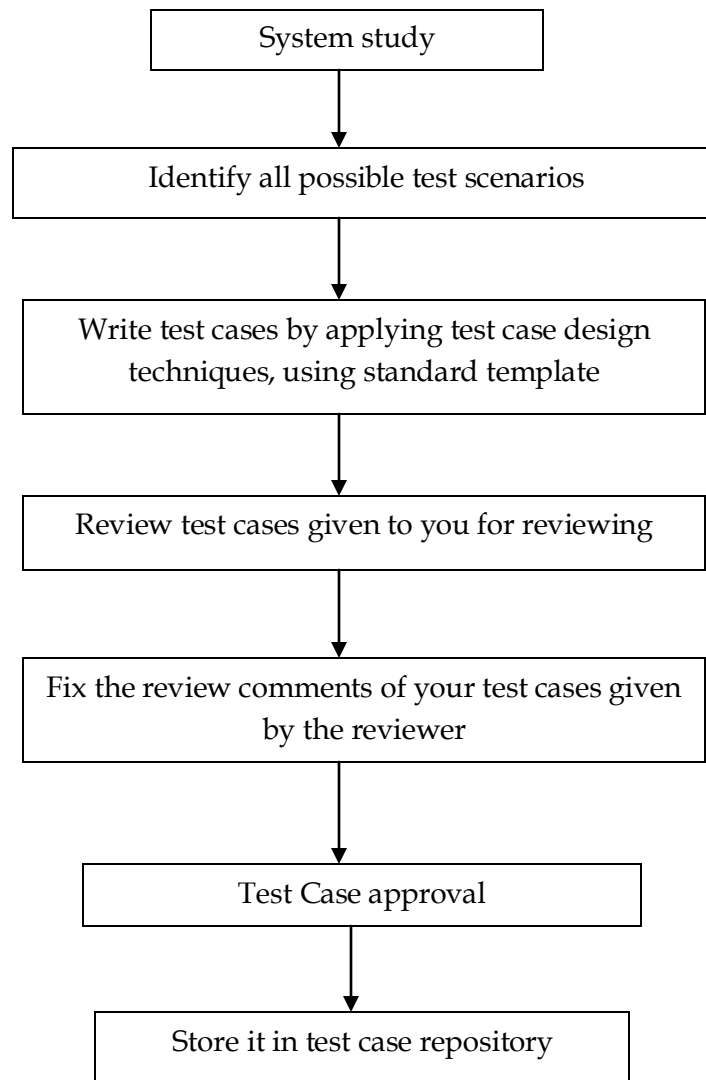 System study
Identify all possible test scenarios
Write test cases by applying test case design
techniques, using standard template
Review test cases given to you for reviewing
Fix the review comments of your test cases given
by the reviewer
Test Case approval
Store it in test case repository